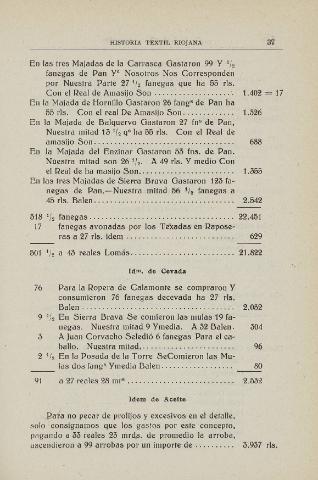 HISTORIA TEXTIL RIOJANA 37
En las tres Majadas de la Carrasca Gastaron 99 Y 1/2
fanegas de Pan Yª Nosotros Nos Corresponden
por Nuestra Parte 27 1/2 fanegas que ha 55 rls.
Con el Real de Amasijo Son .................... 1.402 = 17
En la Majada de Hornillo Gastaron 26 fangª de Pan ha
55 rls. Con el real De Amasijo Son ............. 1.526
En la Majada de Balquervo Gastaron 27 fnª de Pan,
Nuestra mitad 13 1/2 qª ha 55 rls. Con el Real de
amasijo Son .................................. 688
En la Majada del Enzinar Gastaron 53 fns. de Pan.
Nuestra mitad son 26 1/2. A 49 rls. Y medio Con
el Real de ha masijo Son ...................... 1.355
En las tres Majadas de Sierra Brava Gastaron 123 fa-
negas de Pan.—Nuestra mitad 56 1/2 fanegas a
45 rls. Balen ................................. 2.542
518 1/2 fanegas .................................. 22.451
17 fanegas avonadas por los Texadas en Rapose-
ras a 27 rls. idem .......................... 629
501 1/2 a 43 reales Lomás ........................ 21.822
Idm. de Cevada
76 Para la Ropera de Calamonte se compraron Y
consumieron 76 fanegas decevada ha 27 rls,
Balen ..................................... 2.052
9 1/2 En Sierra Brava Se comieron las mulas 19 fa-
negas. Nuestra mitad 9 Ymedia. A 32 Balen. 304
3 A Juan Corvacho Seledió 6 fanegas Para el ca-
ballo. Nuestra mitad ....................... 96
2 1/2 En la Posada de la Torre SeComieron las Mu-
las dos fangˢ Ymedia Balen .................. 80
91 a 27 reales 28 mrˢ ......................... 2.532
Idem de Aceite
Para no pecar de prolijos y excesivos en el detalle,
solo consignamos que los gastos por este concepto,
pagando a 33 reales 23 mrds. de promedio la arroba,
ascendieron a 99 arrobas por un importe de .......... 3.937 rls.